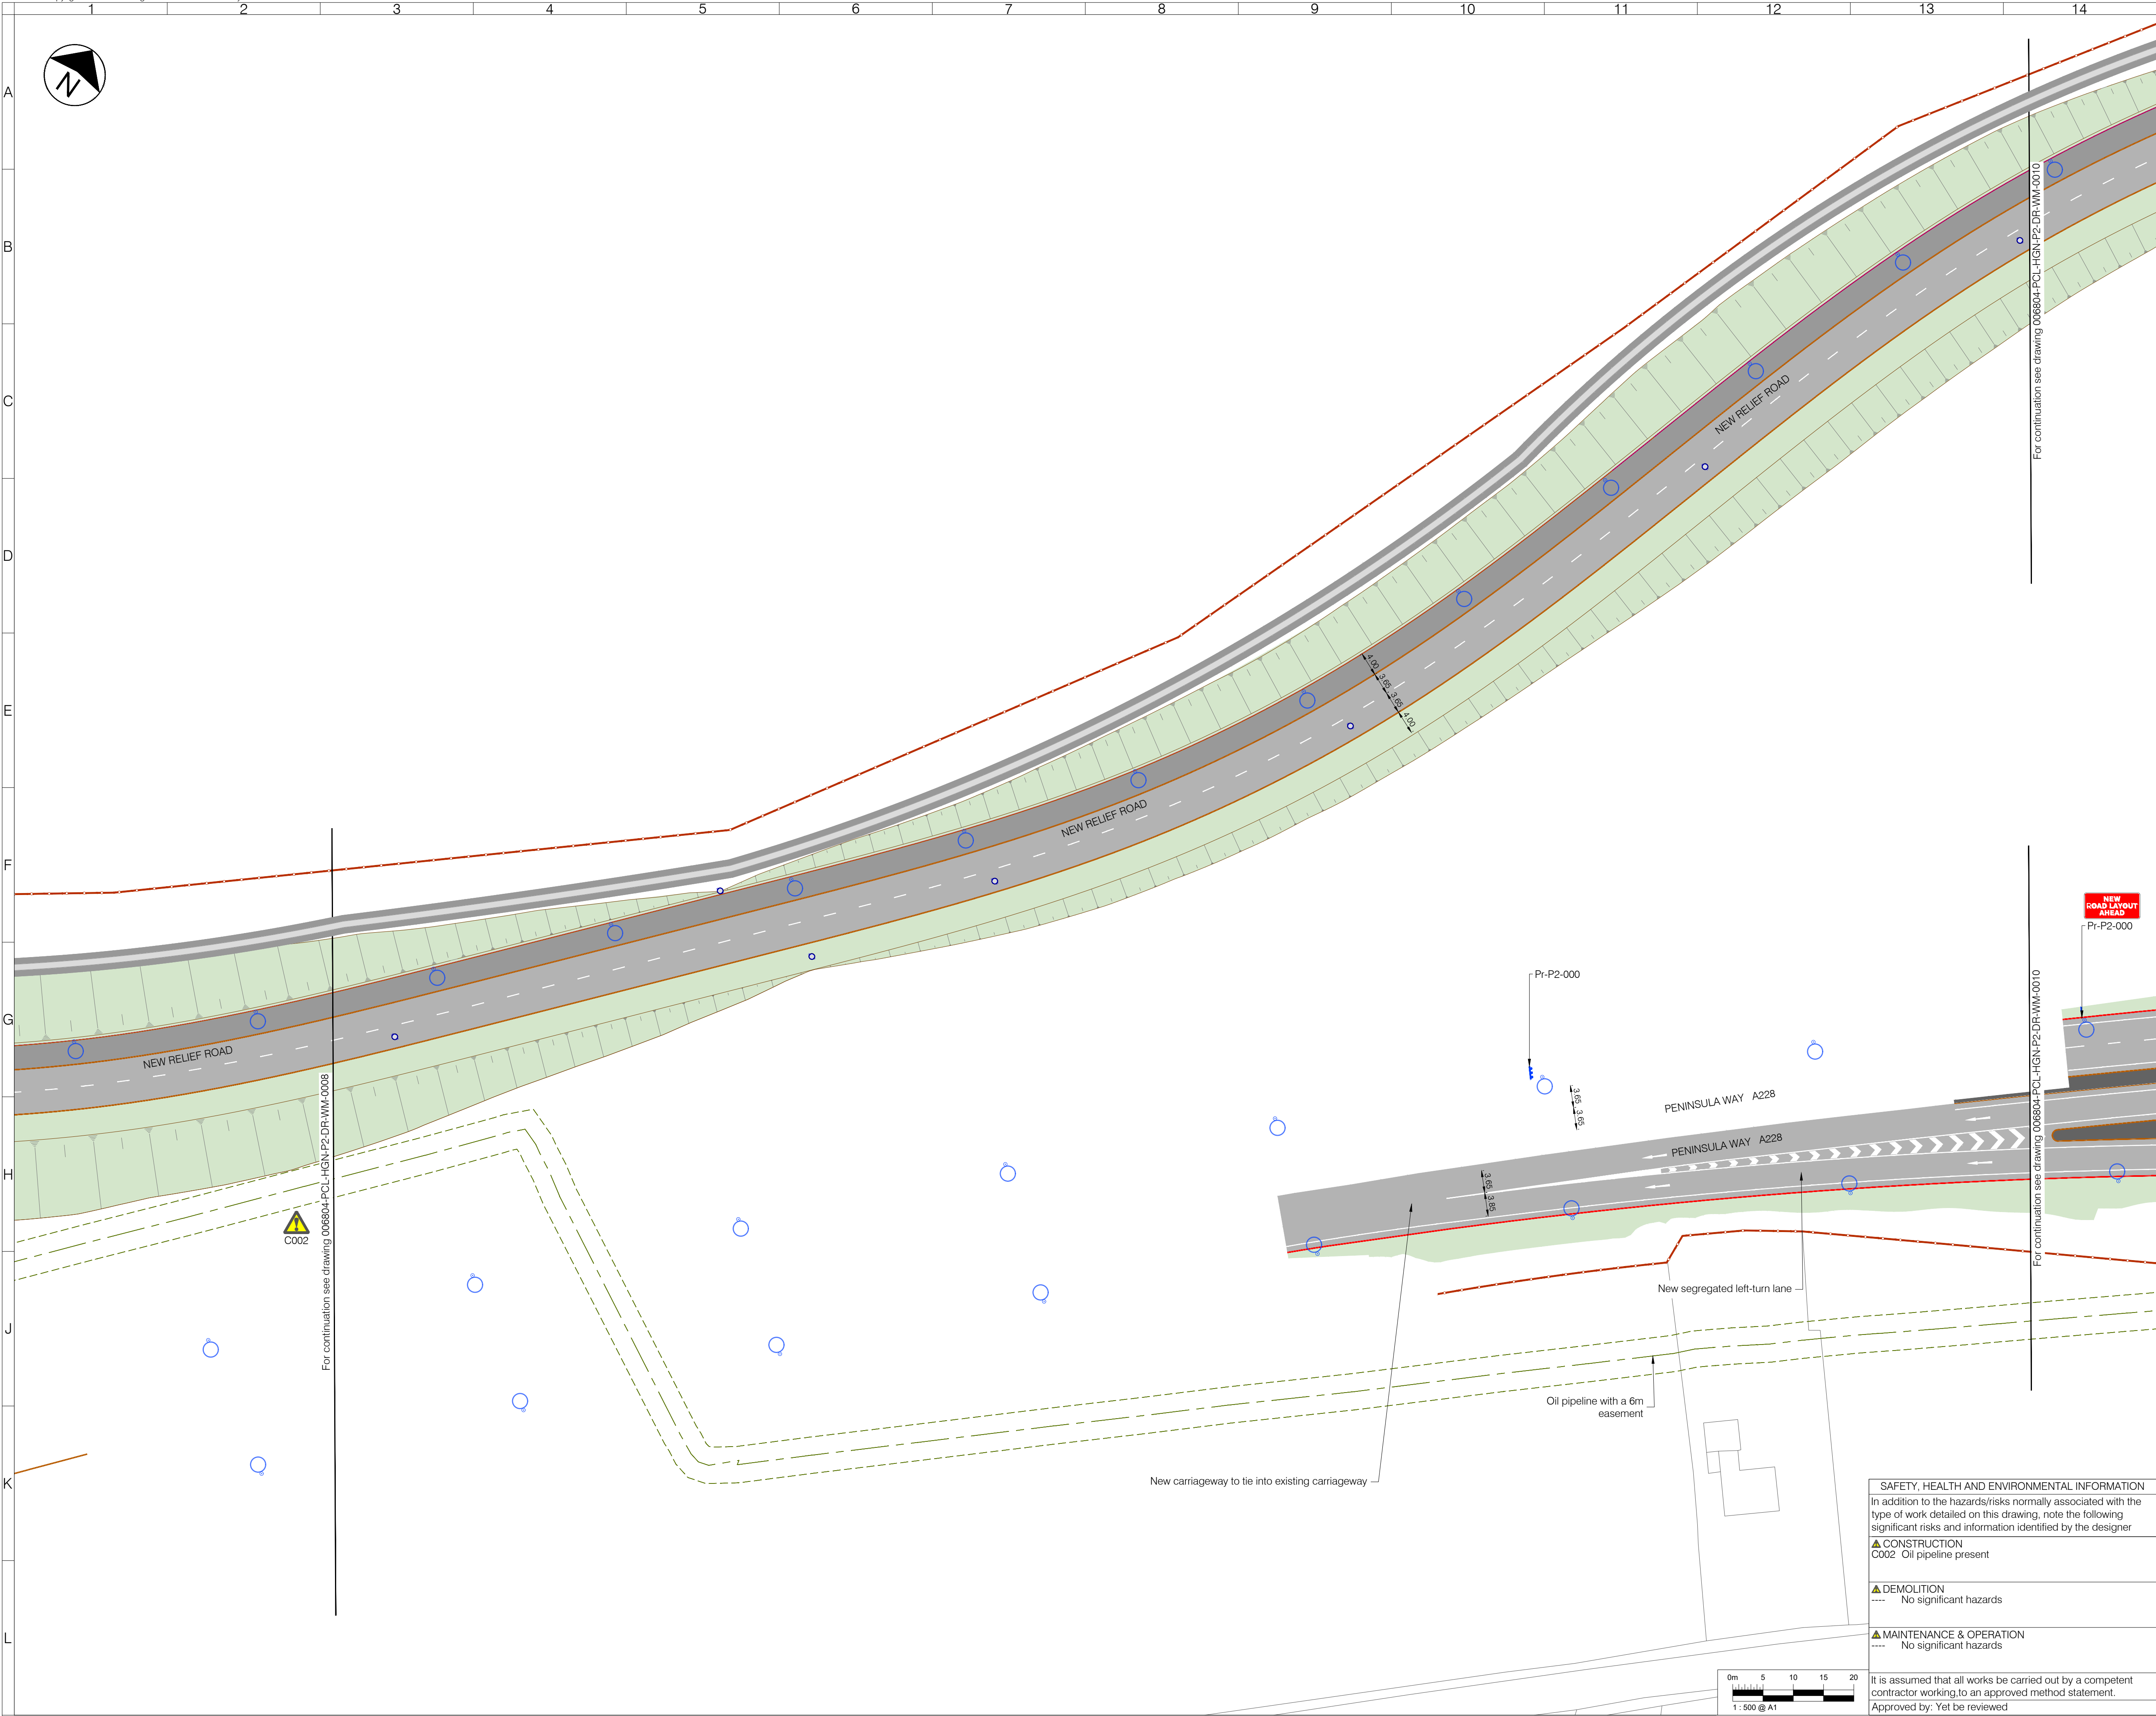 1 2 3 4 5 6 7 8 9 10 11 12 13 14
A
B
C
D
E
F
G
H
J
K
L
N
For continuation see drawing 006804-PCL-HGN-P2-DR-WM-0010
NEW RELIEF ROAD
4.00
3.65
3.65
4.00
NEW RELIEF ROAD
NEW RELIEF ROAD
For continuation see drawing 006804-PCL-HGN-P2-DR-WM-0008
C002
NEW
ROAD LAYOUT
AHEAD
Pr-P2-000
Pr-P2-000
3.65
3.65
PENINSULA WAY A228
PENINSULA WAY A228
3.65
3.85
For continuation see drawing 006804-PCL-HGN-P2-DR-WM-0010
New segregated left-turn lane
Oil pipeline with a 6m
easement
New carriageway to tie into existing carriageway
SAFETY, HEALTH AND ENVIRONMENTAL INFORMATION
In addition to the hazards/risks normally associated with the
type of work detailed on this drawing, note the following
significant risks and information identified by the designer
CONSTRUCTION
C002 Oil pipeline present
DEMOLITION
---- No significant hazards
MAINTENANCE & OPERATION
---- No significant hazards
It is assumed that all works be carried out by a competent
contractor working,to an approved method statement.
Approved by: Yet be reviewed
0m 5 10 15 20
1 : 500 @ A1